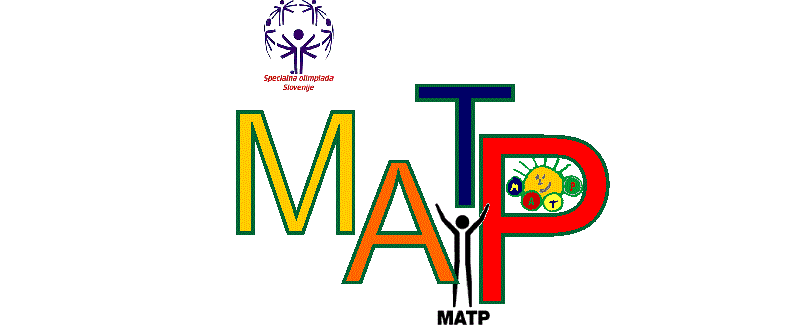 Specialna olimpiada
Slovenije
MATP
M A T P
MATP